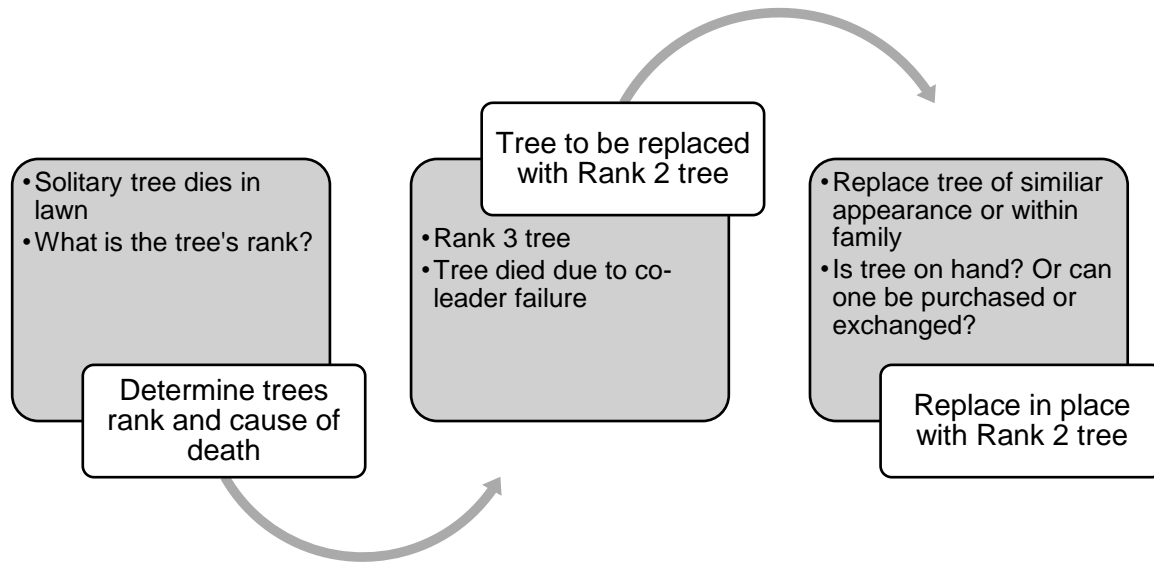 •Solitary tree dies in
lawn
•What is the tree's rank?
Determine trees
rank and cause of
death
Tree to be replaced
with Rank 2 tree
•Rank 3 tree
•Tree died due to co-
leader failure
•Replace tree of similiar
appearance or within
family
•Is tree on hand? Or can
one be purchased or
exchanged?
Replace in place
with Rank 2 tree